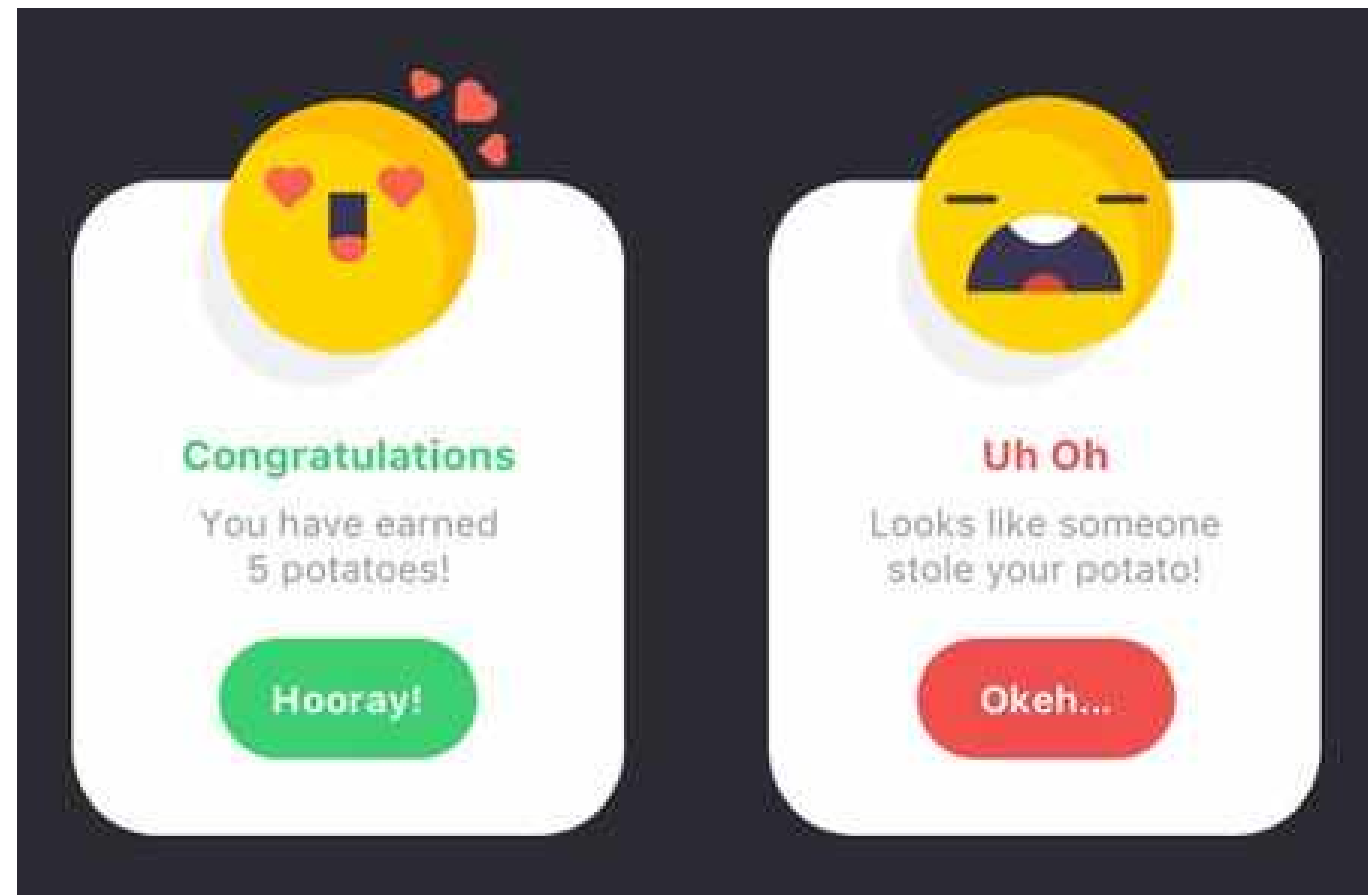 Congratulations
You have earned
5 potatoes!
Hooray!
Uh Oh
Looks like someone
stole your potato!
Okeh...